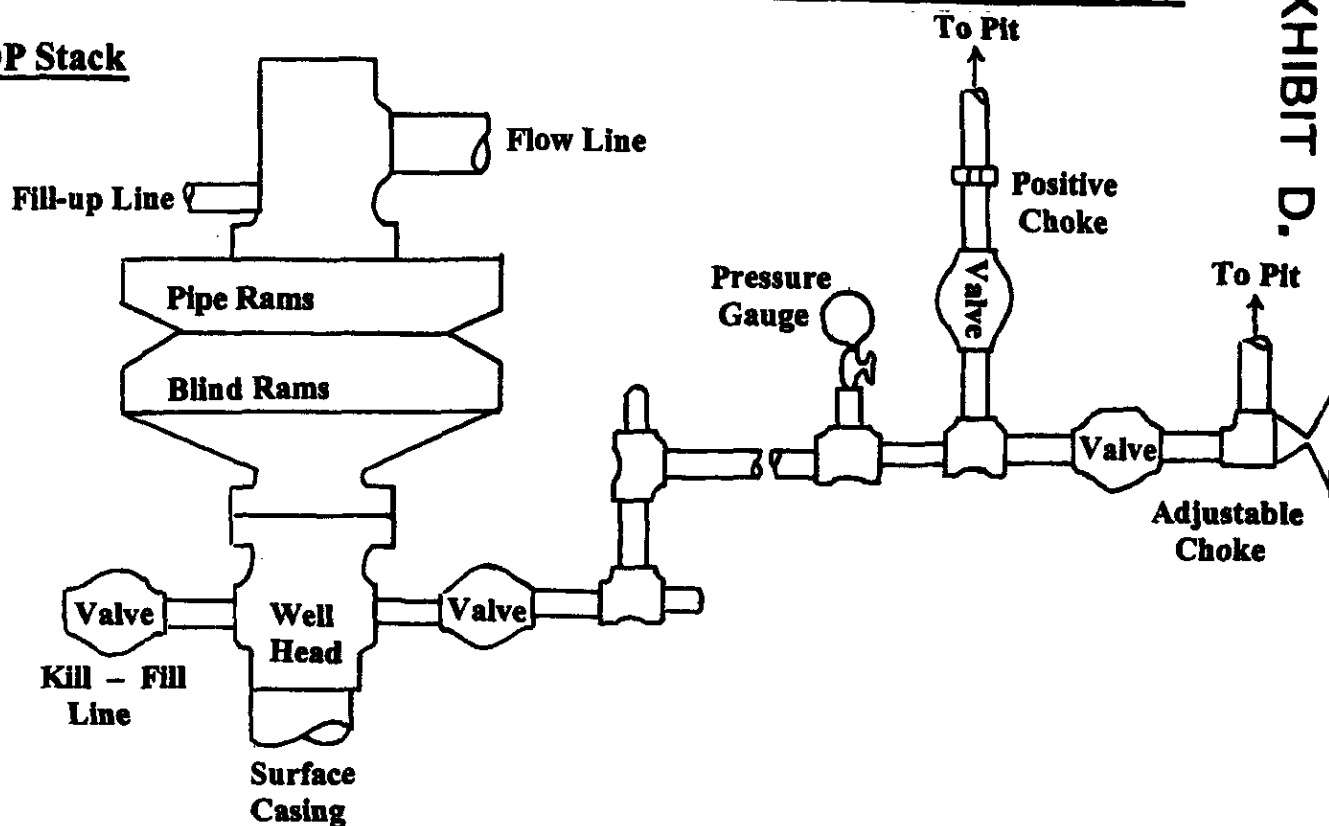 OP Stack
To Pit
XHIBIT D.
Flow Line
Fill-up Line
Positive
Choke
Pipe Rams
Pressure
Gauge
Valve
To Pit
Blind Rams
Valve
Adjustable
Choke
Valve
Well
Head
Valve
Kill – Fill
Line
Surface
Casing